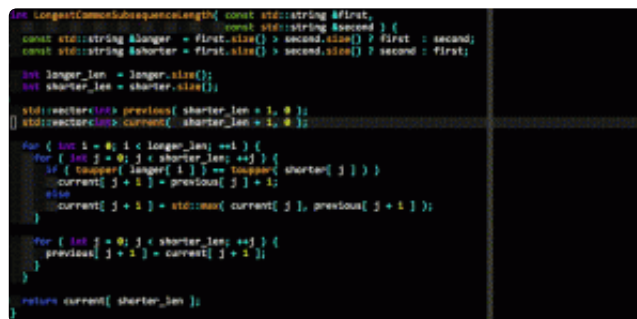 int LongestCommonSubsequenceLength( const std::string &first,
const std::string &second ) {
const std::string &longer = first.size() > second.size() ? first : second;
const std::string &shorter = first.size() > second.size() ? second : first;
int longer_len = longer.size();
int shorter_len = shorter.size();
std::vector<int> previous( shorter_len + 1, 0 );
std::vector<int> current( shorter_len + 1, 0 );
for ( int i = 0; i < longer_len; ++i ) {
for ( int j = 0; j < shorter_len; ++j ) {
if ( toupper( longer[ i ] ) == toupper( shorter[ j ] ) )
current[ j + 1 ] = previous[ j ] + 1;
else
current[ j + 1 ] = std::max( current[ j ], previous[ j + 1 ] );
}
for ( int j = 0; j < shorter_len; ++j ) {
previous[ j + 1 ] = current[ j + 1 ];
}
}
return current[ shorter_len ];
}